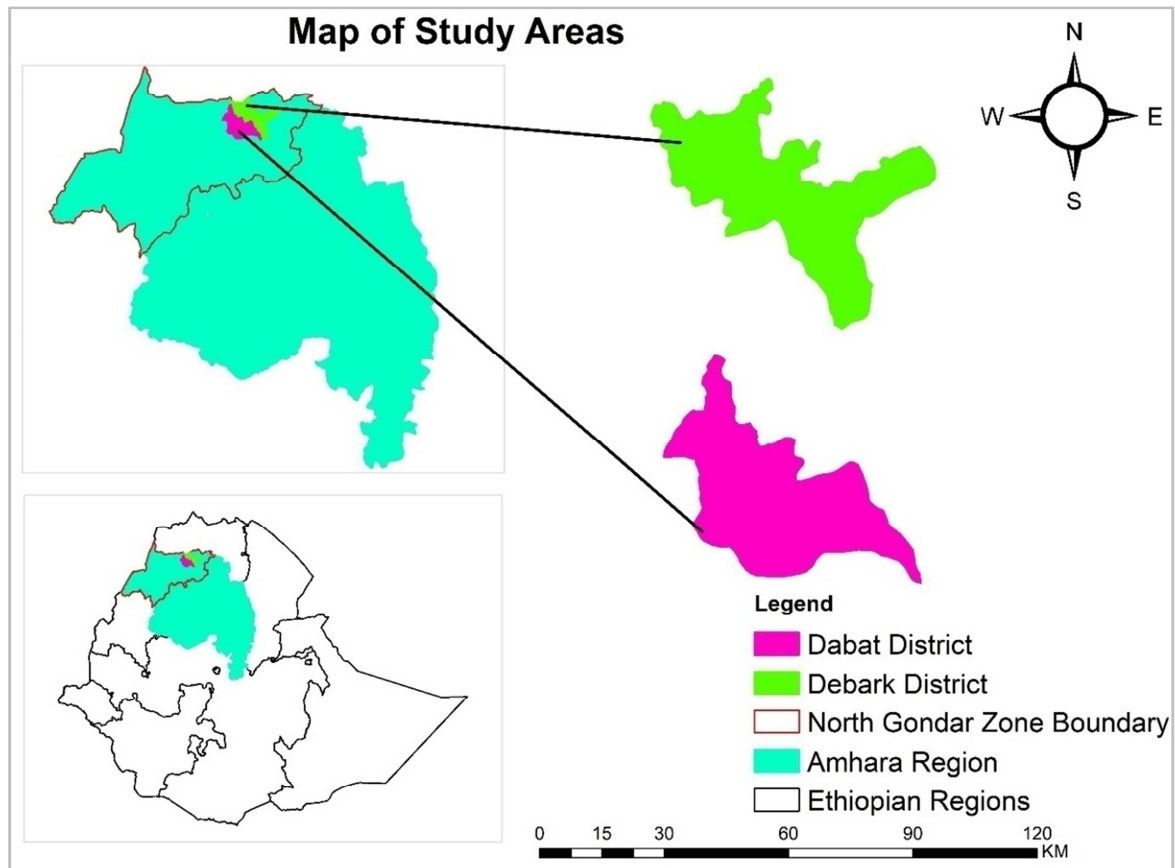 Map of Study Areas
N
W E
S
Legend
Dabat District
Debark District
North Gondar Zone Boundary
Amhara Region
Ethiopian Regions
0 15 30 60 90 120
KM